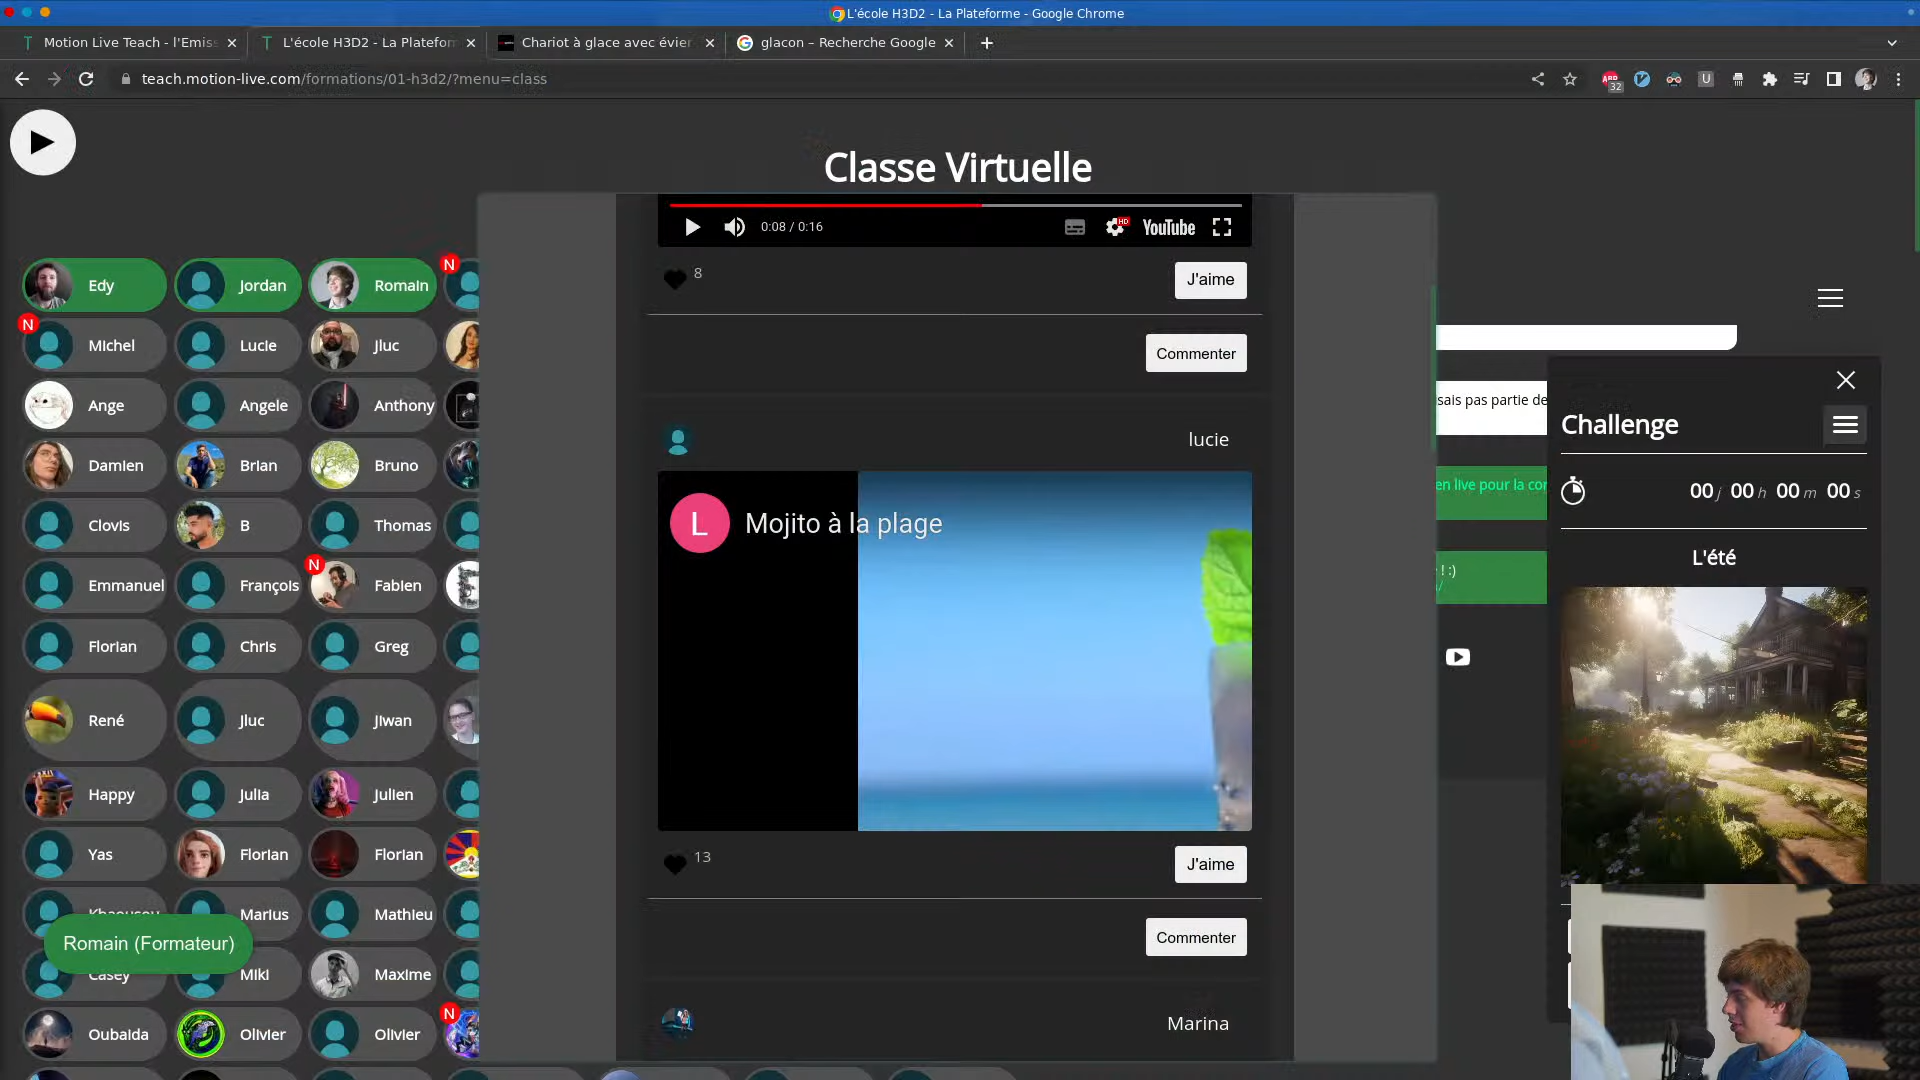 L'école H3D2 - La Plateforme - Google Chrome
Motion Live Teach - l'Emiss
L'école H3D2 - La Plateform
Chariot à glace avec évier
glacon – Recherche Google
teach.motion-live.com/formations/01-h3d2/?menu=class
ABP
32
U
Classe Virtuelle
0:08 / 0:16
HD
YouTube
8
J'aime
Commenter
lucie
L
Mojito à la plage
13
J'aime
Commenter
Marina
Edy
Jordan
Romain
N
N
Michel
Lucie
Jluc
Ange
Angele
Anthony
Damien
Brian
Bruno
Clovis
B
Thomas
N
Emmanuel
François
Fabien
Florian
Chris
Greg
René
Jluc
Jiwan
Happy
Julia
Julien
Yas
Florian
Florian
Marius
Mathieu
Romain (Formateur)
Casey
Miki
Maxime
N
Oubaida
Olivier
Olivier
sais pas partie de
en live pour la cor
! :)
/
Challenge
00 j 00 h 00 m 00 s
L'été